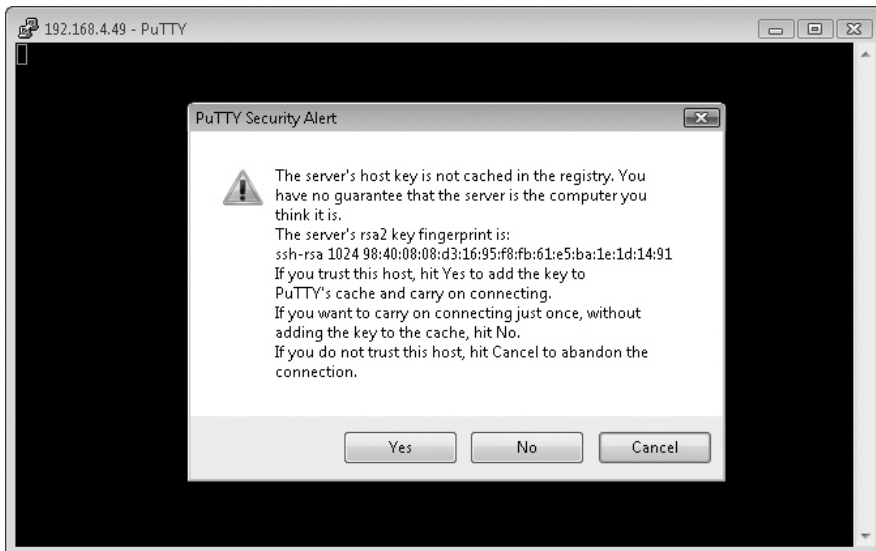 192.168.4.49 - PuTTY
PuTTY Security Alert
The server's host key is not cached in the registry. You
have no guarantee that the server is the computer you
think it is.
The server's rsa2 key fingerprint is:
ssh-rsa 1024 98:40:08:08:d3:16:95:f8:fb:61:e5:ba:1e:1d:14:91
If you trust this host, hit Yes to add the key to
PuTTY's cache and carry on connecting.
If you want to carry on connecting just once, without
adding the key to the cache, hit No.
If you do not trust this host, hit Cancel to abandon the
connection.
Yes
No
Cancel